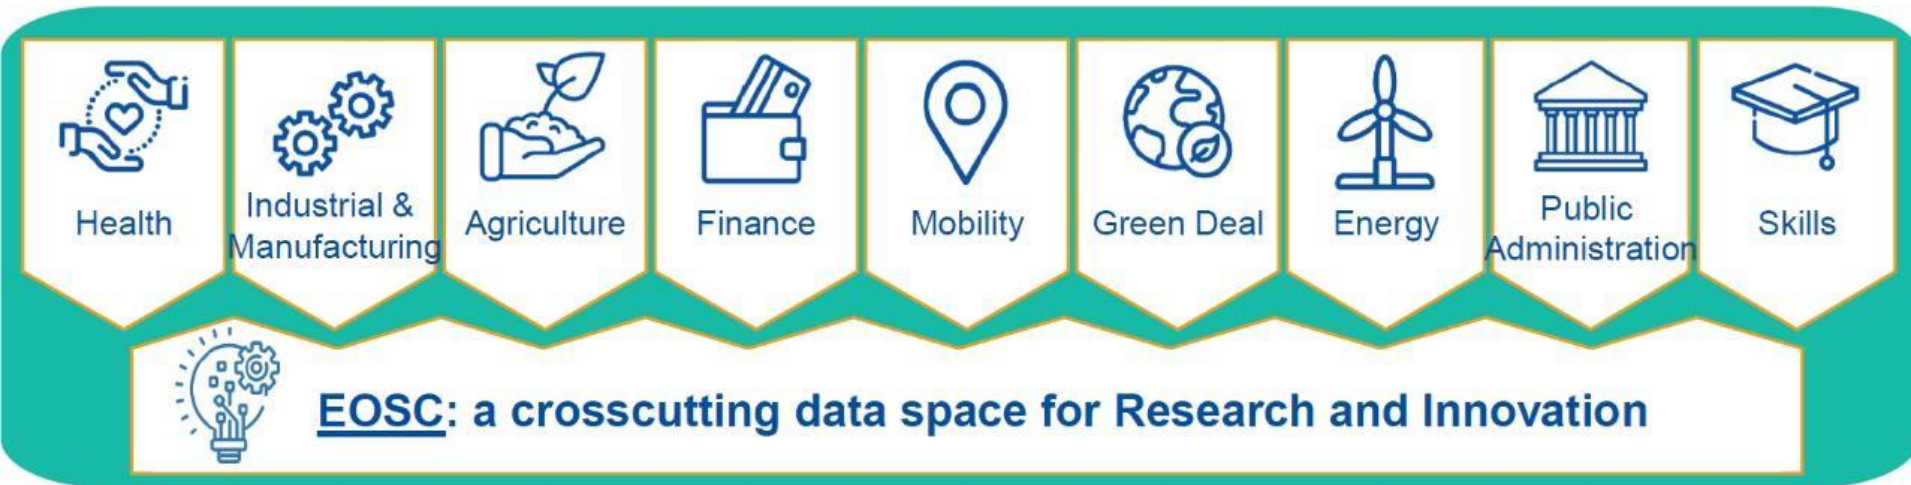 Health
Industrial &
Manufacturing
Agriculture
Finance
Mobility
Green Deal
Energy
Public
Administration
Skills
EOSC: a crosscutting data space for Research and Innovation